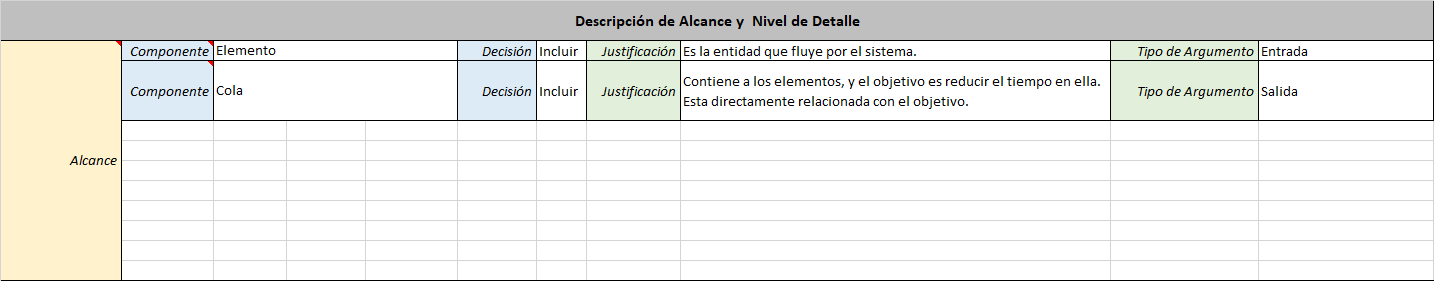 Descripción de Alcance y  Nivel de Detalle
Componente Elemento Decisión Incluir Justificación Es la entidad que fluye por el sistema. Tipo de Argumento Entrada
Componente Cola Decisión Incluir Justificación Contiene a los elementos, y el objetivo es reducir el tiempo en ella.
Esta directamente relacionada con el objetivo. Tipo de Argumento Salida
Alcance